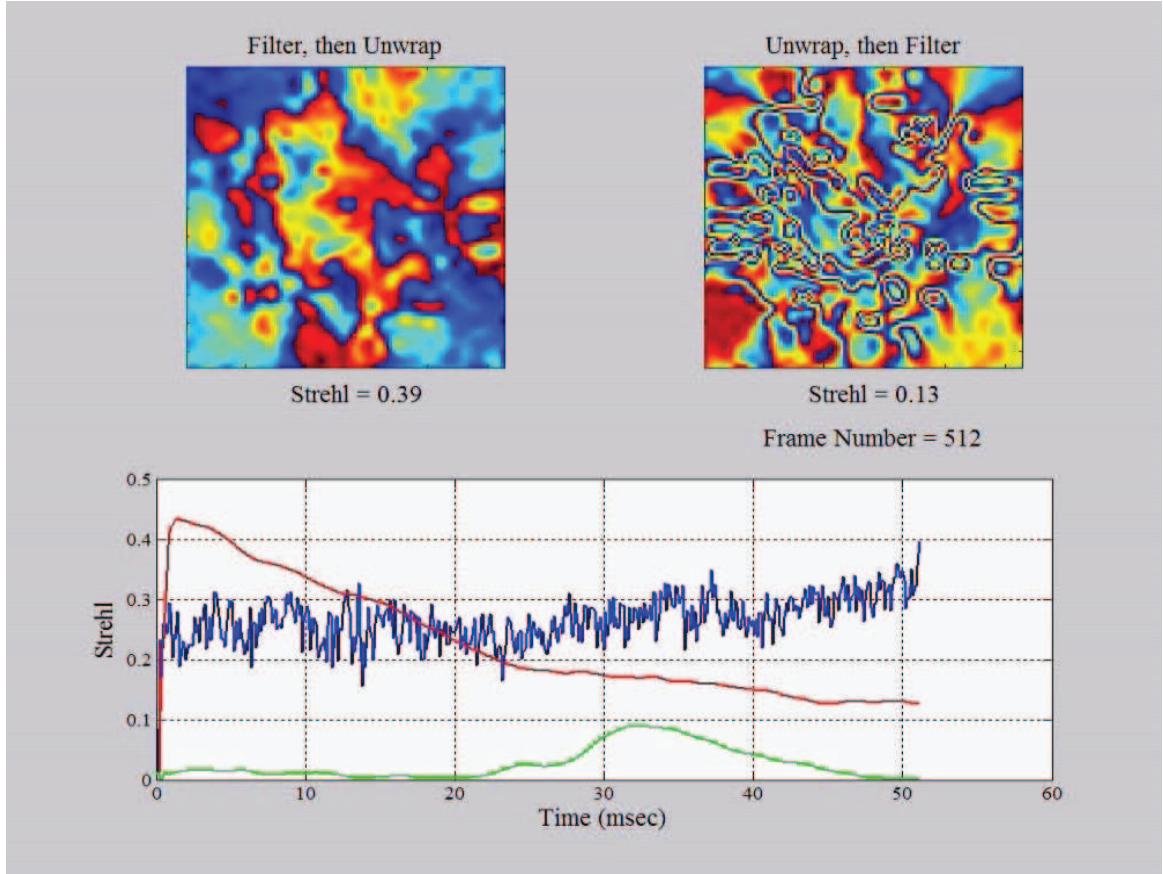 Filter, then Unwrap
Unwrap, then Filter
Strehl = 0.39
Strehl = 0.13
Frame Number = 512
0.5
0.4
0.3
0.2
0.1
0
Strehl
0 10 20 30 40 50 60
Time (msec)